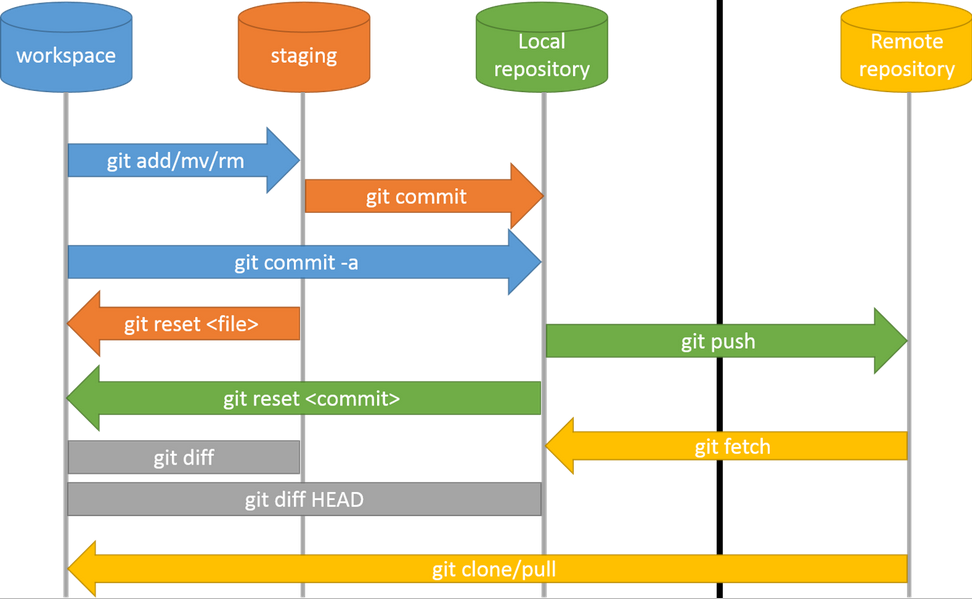 workspace
staging
Local
repository
Remote
repository
git add/mv/rm
git commit
git commit -a
git reset <file>
git push
git reset <commit>
git fetch
git diff
git diff HEAD
git clone/pull